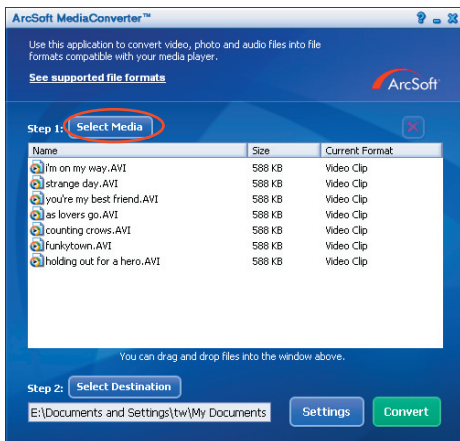 ArcSoft MediaConverter™
Use this application to convert video, photo and audio files into file
formats compatible with your media player.
See supported file formats
ArcSoft
Step 1: Select Media
Name Size Current Format
i'm on my way.AVI 588 KB Video Clip
strange day.AVI 588 KB Video Clip
you're my best friend.AVI 588 KB Video Clip
as lovers go.AVI 588 KB Video Clip
counting crows.AVI 588 KB Video Clip
funkytown.AVI 588 KB Video Clip
holding out for a hero.AVI 588 KB Video Clip
You can drag and drop files into the window above.
Step 2: Select Destination
E:\Documents and Settings\tw\My Documents Settings Convert